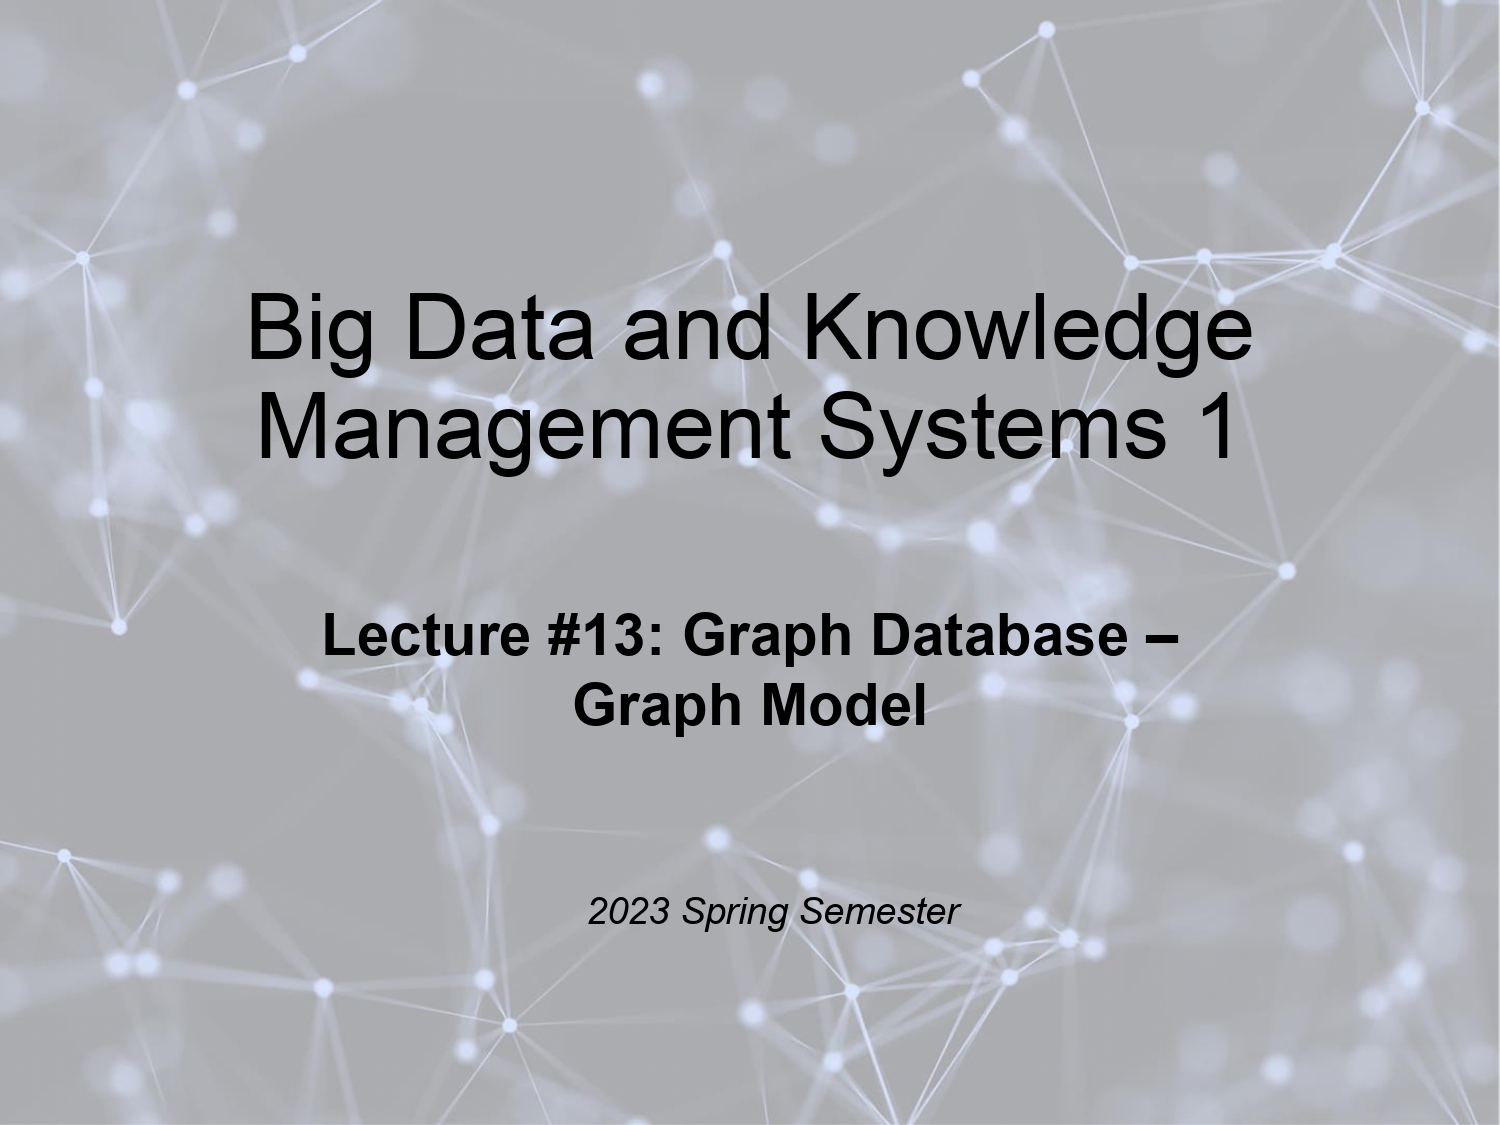 Big Data and Knowledge
Management Systems 1
Lecture #13: Graph Database –
Graph Model
2023 Spring Semester